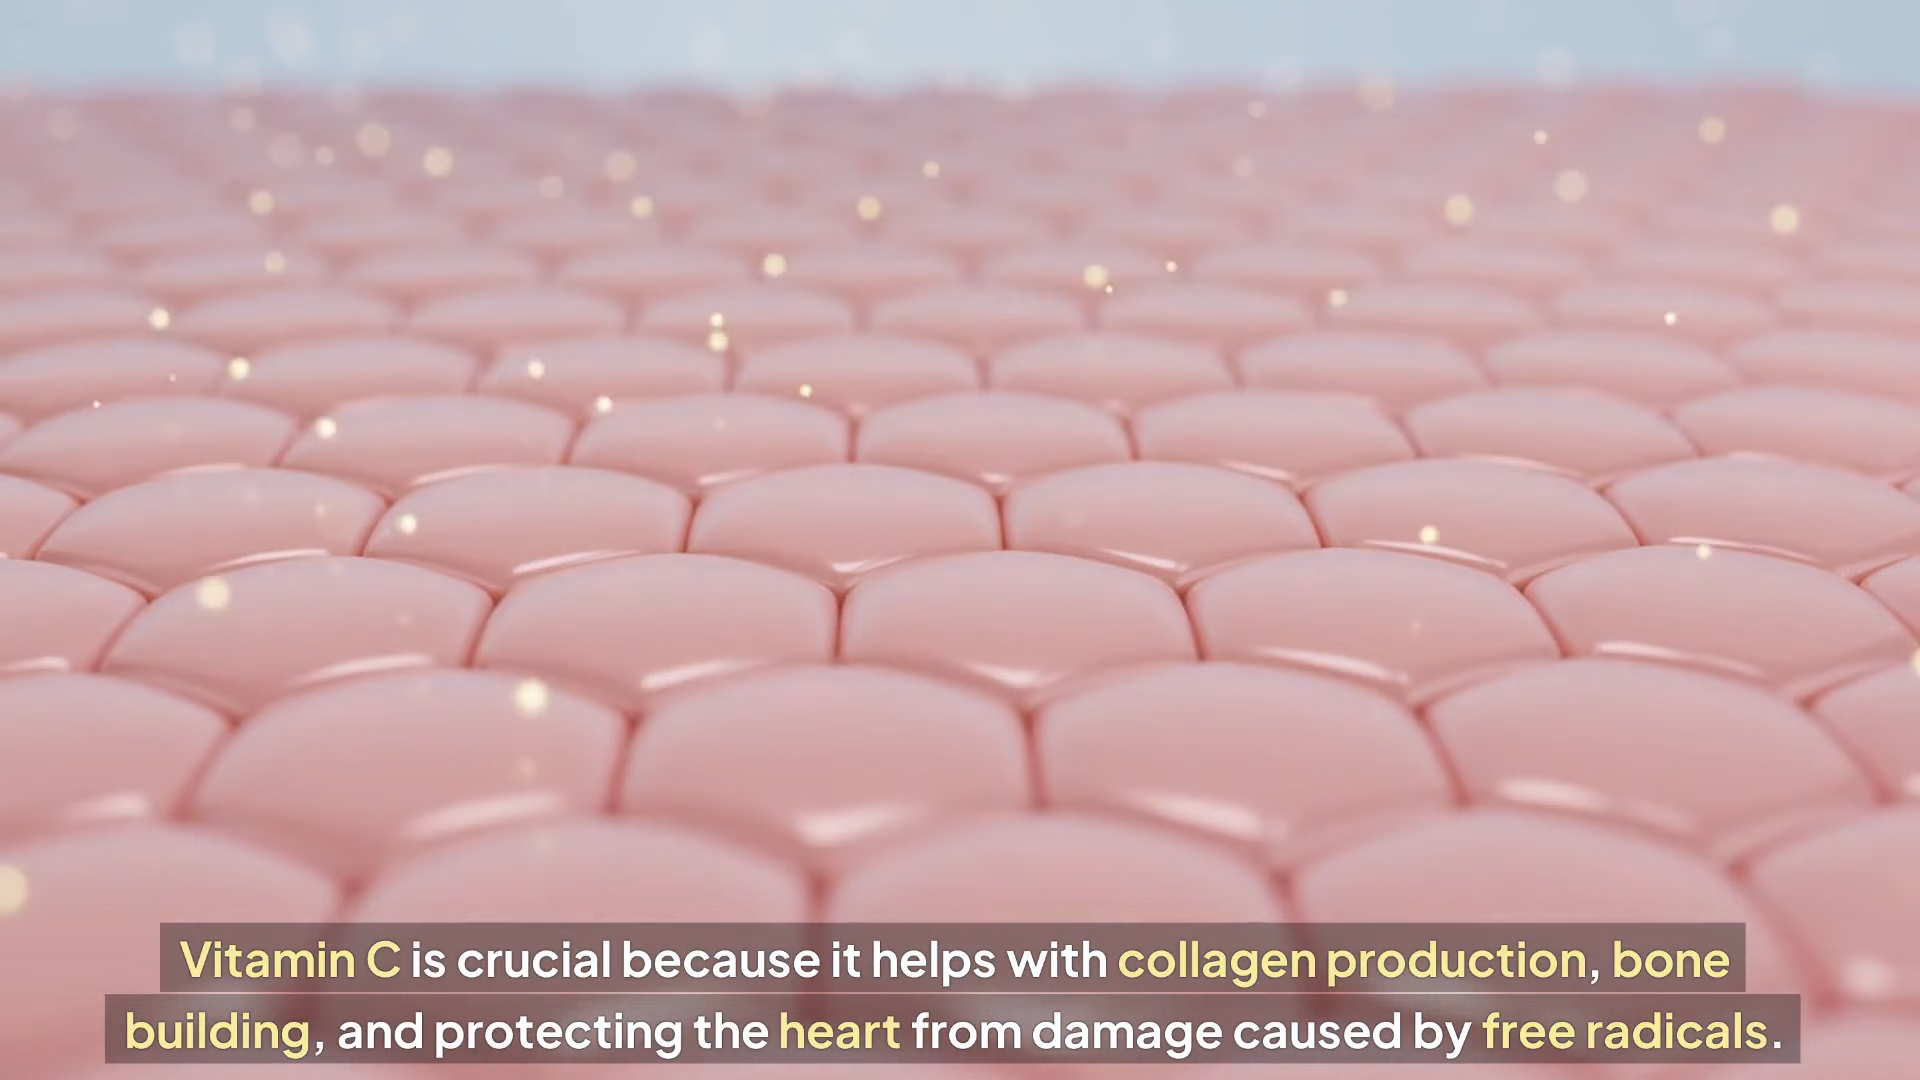 Vitamin C is crucial because it helps with collagen production, bone
building, and protecting the heart from damage caused by free radicals.